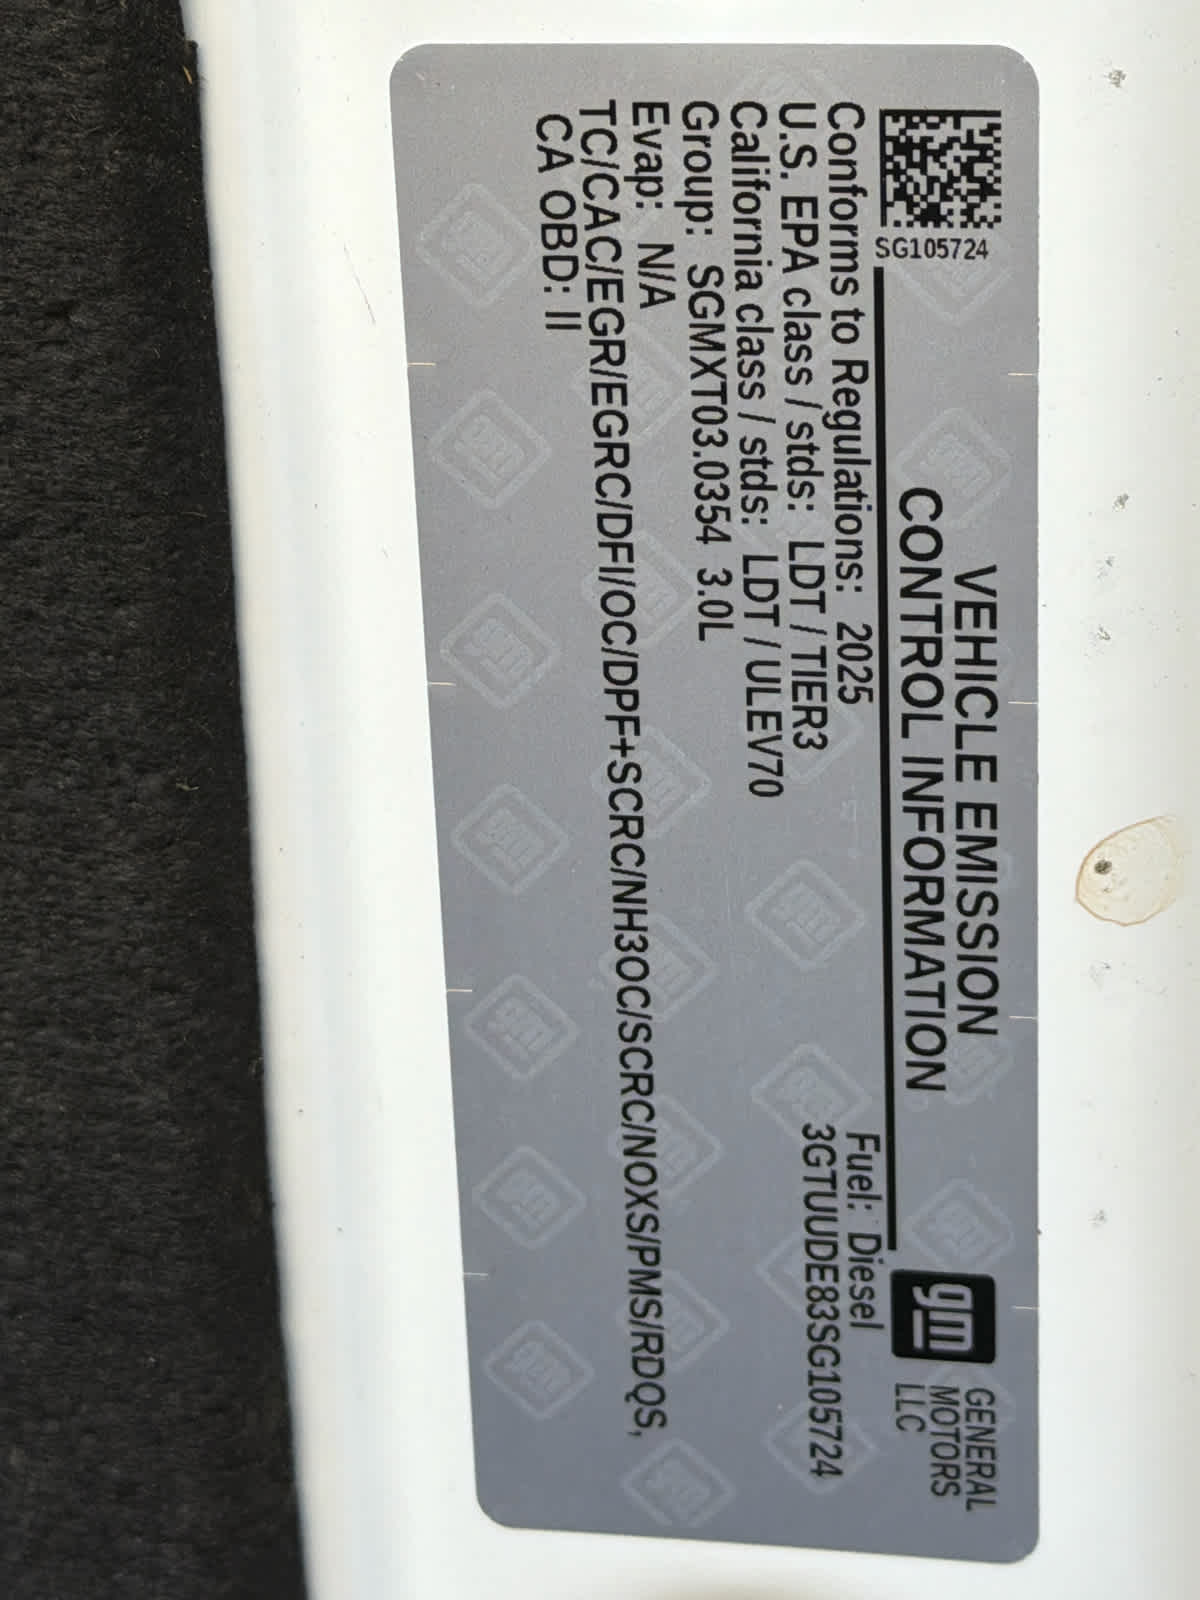 SG105724
VEHICLE EMISSION
CONTROL INFORMATION
gm
GENERAL
MOTORS
LLC
Conforms to Regulations: 2025
Fuel: Diesel
U.S. EPA class / stds: LDT / TIER3
3GTUUDE83SG105724
California class / stds: LDT / ULEV70
Group: SGMXT03.0354 3.0L
Evap: N/A
TC/CAC/EGR/EGRC/DFI/OC/DPF+SCRC/NH3OC/SCRC/NOXS/PMS/RDQS,
CA OBD: II